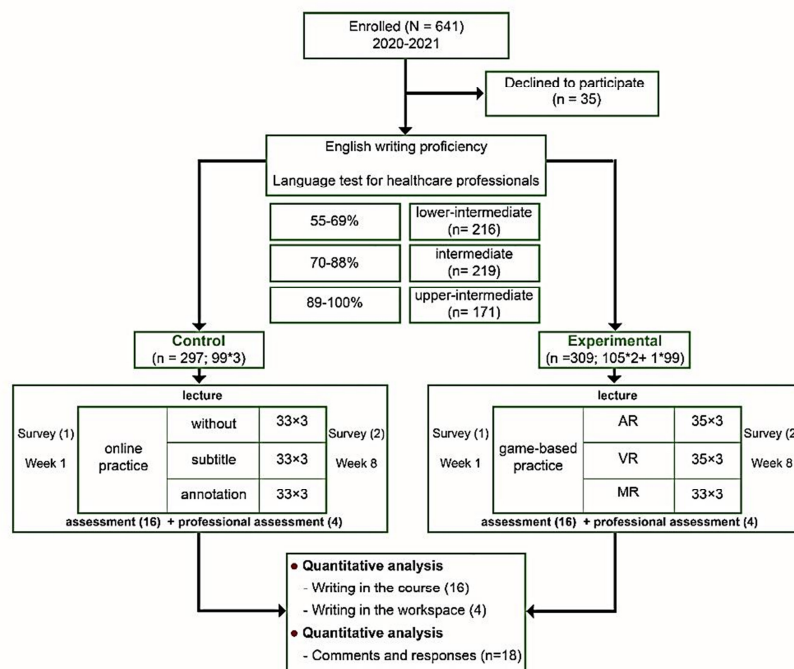 Enrolled (N = 641)
2020-2021
Declined to participate
(n = 35)
English writing proficiency
Language test for healthcare professionals
55-69%
lower-intermediate
(n= 216)
70-88%
intermediate
(n= 219)
89-100%
upper-intermediate
(n= 171)
Control
(n = 297; 99*3)
Experimental
(n =309; 105*2+ 1*99)
lecture
Survey (1)
Week 1
online
practice
without
33×3
subtitle
33×3
annotation
33×3
Survey (2)
Week 8
assessment (16) + professional assessment (4)
lecture
Survey (1)
Week 1
game-based
practice
AR
35×3
VR
35×3
MR
33×3
Survey (2
Week 8
assessment (16) + professional assessment (4)
• Quantitative analysis
- Writing in the course (16)
- Writing in the workspace (4)
• Quantitative analysis
- Comments and responses (n=18)